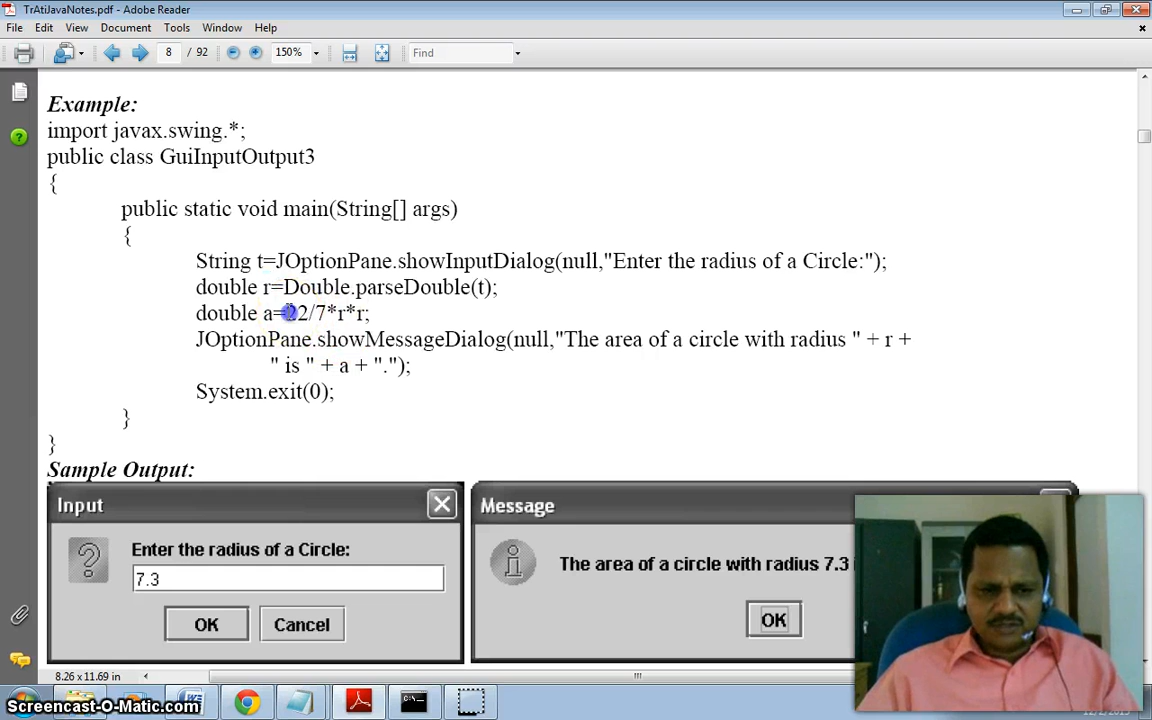 TrAtiJavaNotes.pdf - Adobe Reader
File Edit View Document Tools Window Help
8 / 92 150% Find
Example:
import javax.swing.*;
public class GuiInputOutput3
{
public static void main(String[] args)
{
String t=JOptionPane.showInputDialog(null,"Enter the radius of a Circle:");
double r=Double.parseDouble(t);
double a=22/7*r*r;
JOptionPane.showMessageDialog(null,"The area of a circle with radius " + r +
" is " + a + ".");
System.exit(0);
}
}
Sample Output:
Input
Enter the radius of a Circle:
7.3
OK Cancel
Message
The area of a circle with radius 7.3
OK
8.26 x 11.69 in
Screencast-O-Matic.com